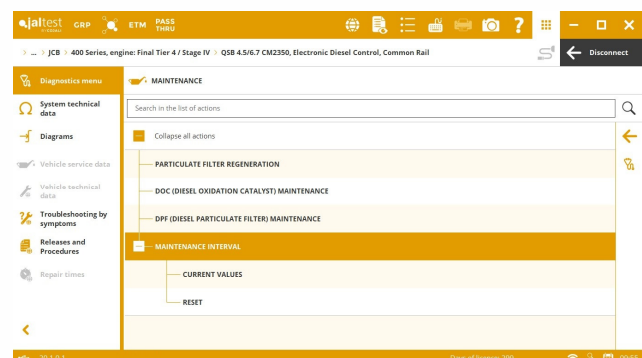 jaltest GRP ETM PASS
THRU
> ... > JCB > 400 Series, engine: Final Tier 4 / Stage IV > QSB 4.5/6.7 CM2350, Electronic Diesel Control, Common Rail
Disconnect
Diagnostics menu
MAINTENANCE
System technical
data
Search in the list of actions
Diagrams
Collapse all actions
Vehicle service data
PARTICULATE FILTER REGENERATION
Vehicle technical
data
DOC (DIESEL OXIDATION CATALYST) MAINTENANCE
Troubleshooting by
symptoms
DPF (DIESEL PARTICULATE FILTER) MAINTENANCE
Releases and
Procedures
MAINTENANCE INTERVAL
Repair times
CURRENT VALUES
RESET